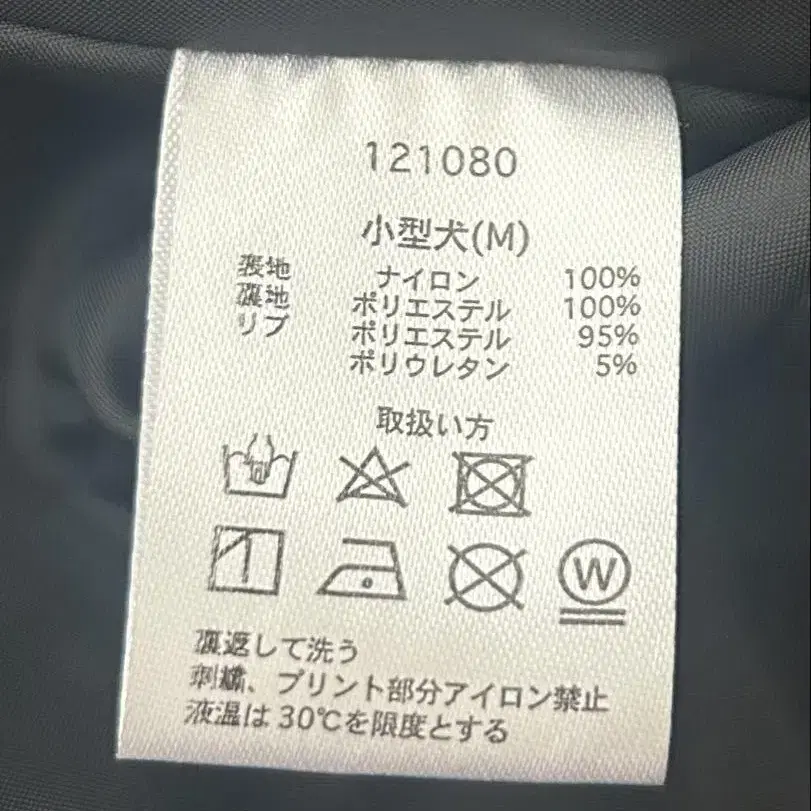 121080
小型犬(M)
表地 ナイロン 100%
裏地 ポリエステル 100%
リブ ポリエステル 95%
ポリウレタン 5%
取扱い方
W
裏返して洗う
刺繍、プリント部分アイロン禁止
液温は30℃を限度とする